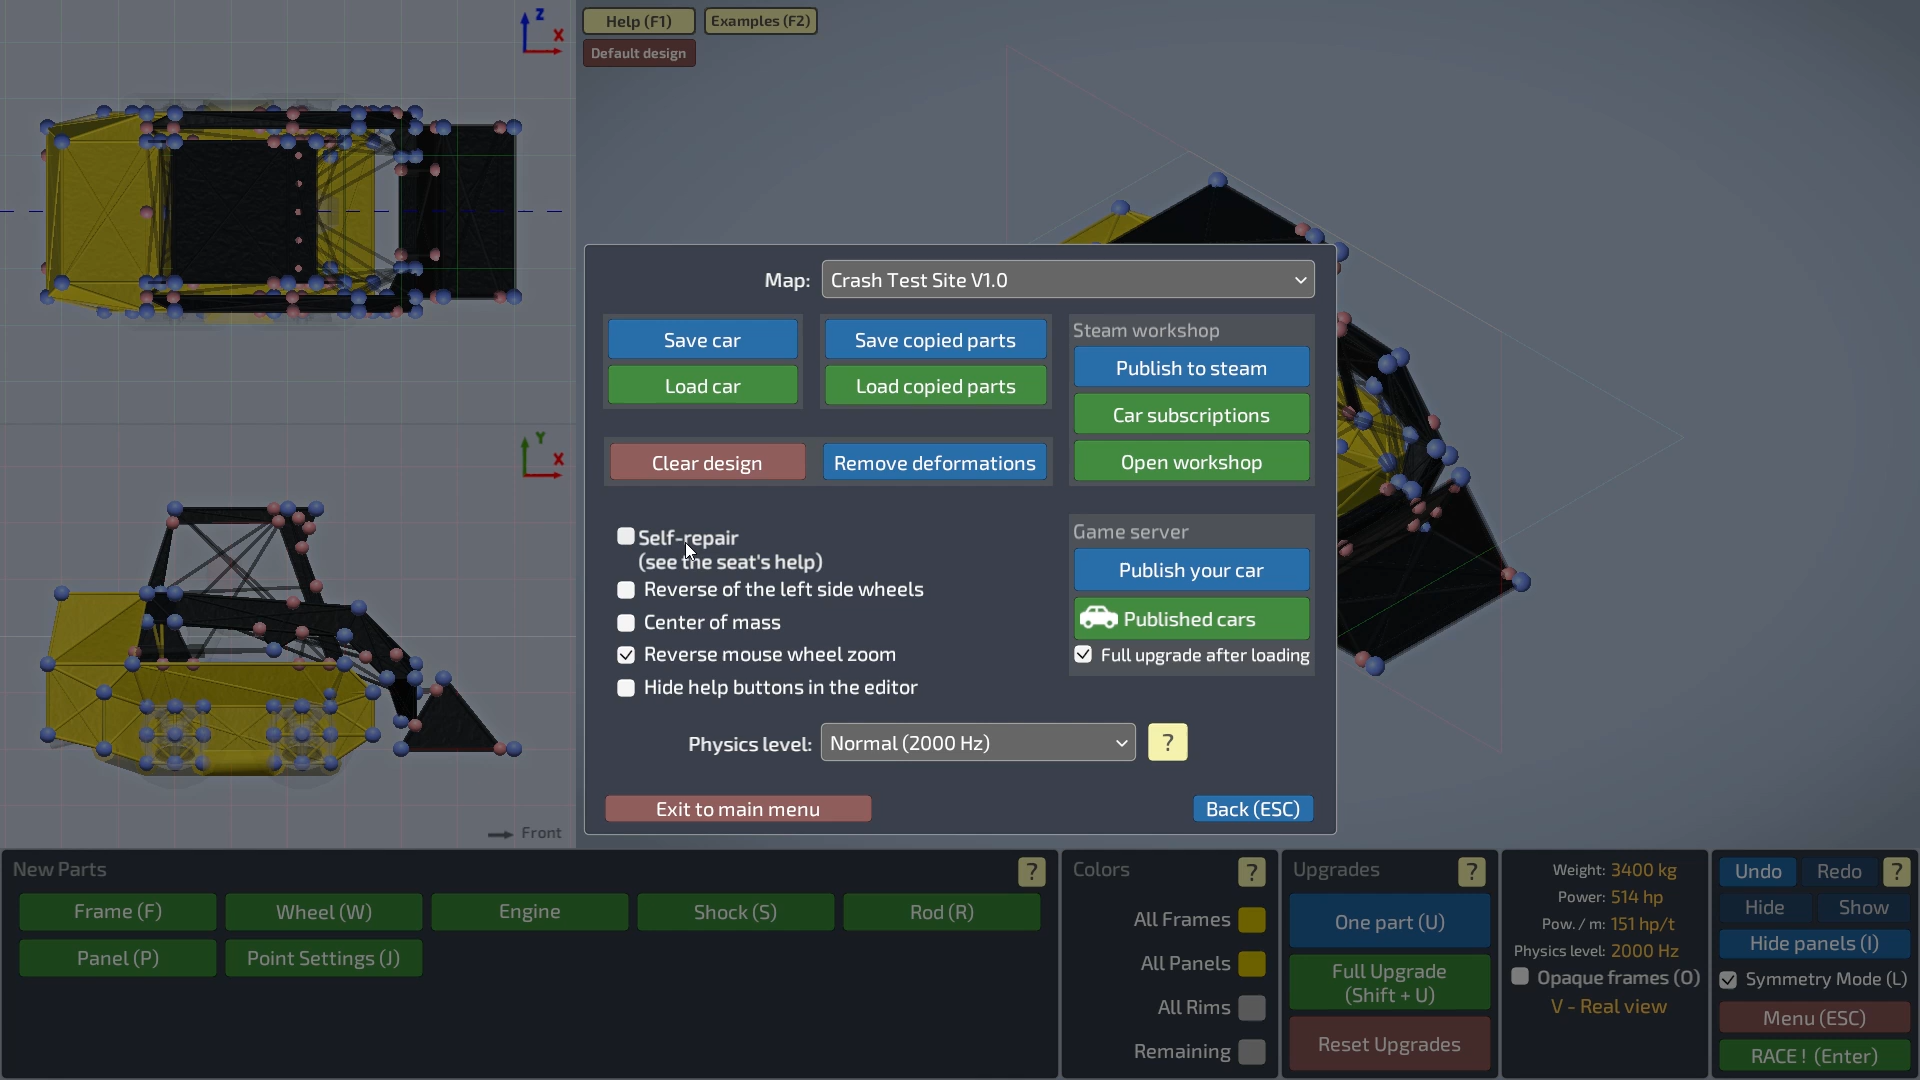 Z
X
Help (F1)
Examples (F2)
Default design
Map:
Crash Test Site V1.0
Save car
Save copied parts
Load car
Load copied parts
Clear design
Remove deformations
Steam workshop
Publish to steam
Car subscriptions
Open workshop
Y
X
Self-repair
(see the seat's help)
Reverse of the left side wheels
Center of mass
Reverse mouse wheel zoom
Hide help buttons in the editor
Game server
Publish your car
Published cars
Full upgrade after loading
Physics level:
Normal (2000 Hz)
?
Exit to main menu
Back (ESC)
Front
New Parts
?
Frame (F)
Wheel (W)
Engine
Shock (S)
Rod (R)
Panel (P)
Point Settings (J)
Colors
?
All Frames
All Panels
All Rims
Remaining
Upgrades
?
One part (U)
Full Upgrade
(Shift + U)
Reset Upgrades
Weight: 3400 kg
Power: 514 hp
Pow. / m: 151 hp/t
Physics level: 2000 Hz
Opaque frames (O)
V - Real view
Undo
Redo
?
Hide
Show
Hide panels (I)
Symmetry Mode (L)
Menu (ESC)
RACE ! (Enter)